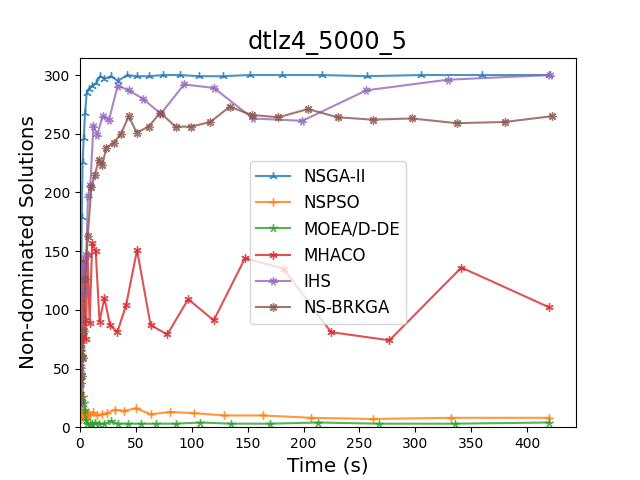 dtlz4_5000_5
Non-dominated Solutions
300
250
200
150
100
50
0
NSGA-II
NSPSO
MOEA/D-DE
MHACO
IHS
NS-BRKGA
0 50 100 150 200 250 300 350 400
Time (s)